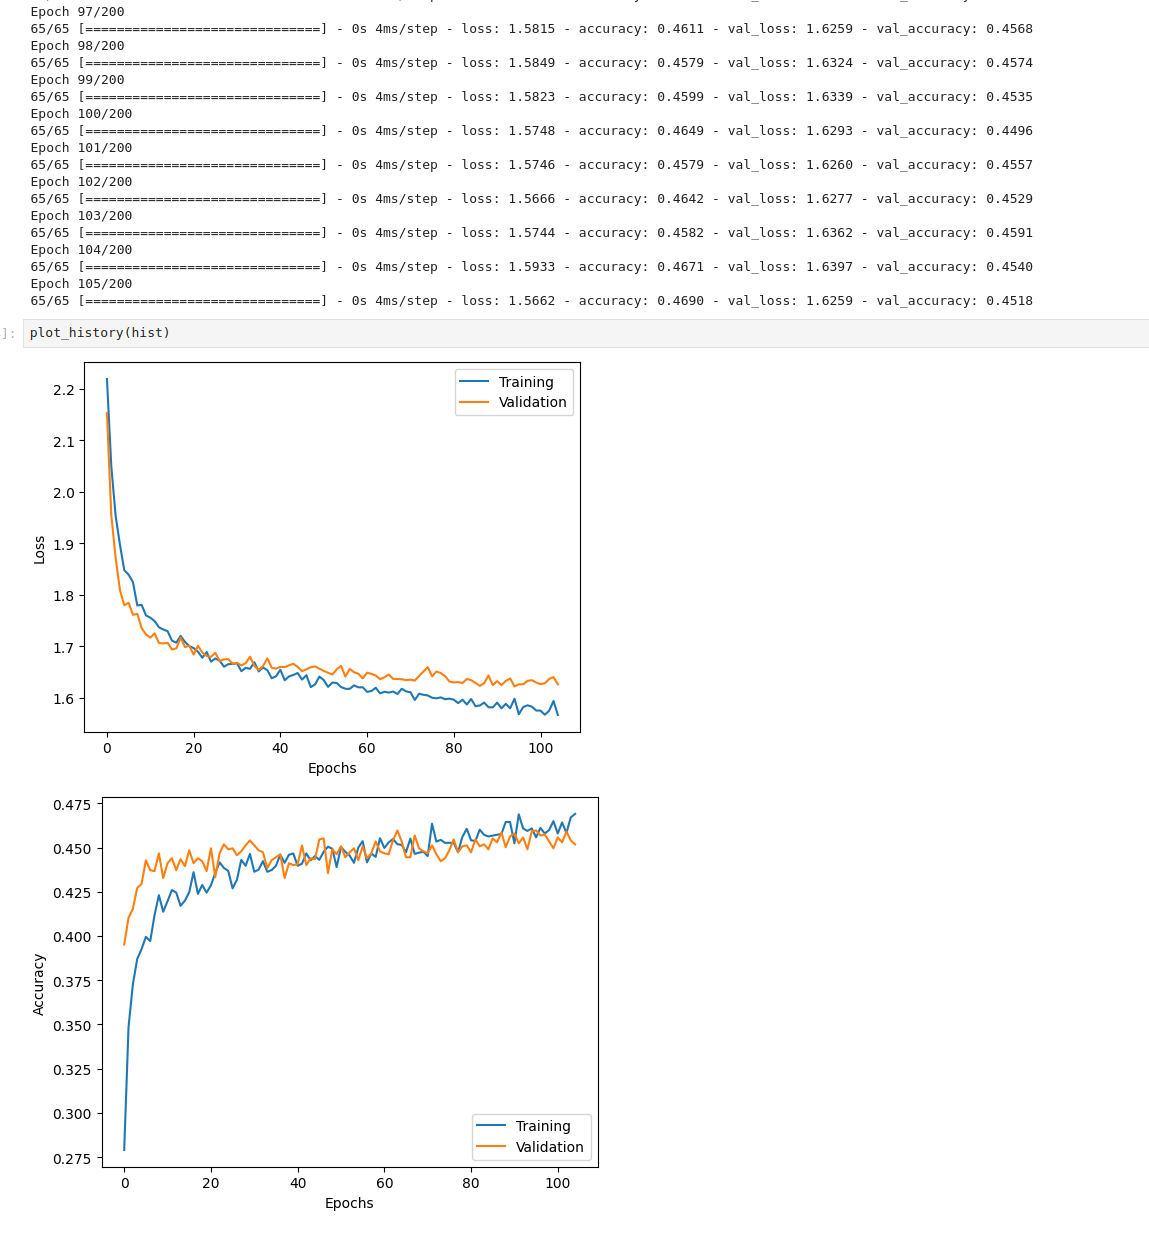 Epoch 97/200
65/65 [==============================] - 0s 4ms/step - loss: 1.5815 - accuracy: 0.4611 - val_loss: 1.6259 - val_accuracy: 0.4568
Epoch 98/200
65/65 [==============================] - 0s 4ms/step - loss: 1.5849 - accuracy: 0.4579 - val_loss: 1.6324 - val_accuracy: 0.4574
Epoch 99/200
65/65 [==============================] - 0s 4ms/step - loss: 1.5823 - accuracy: 0.4599 - val_loss: 1.6339 - val_accuracy: 0.4535
Epoch 100/200
65/65 [==============================] - 0s 4ms/step - loss: 1.5748 - accuracy: 0.4649 - val_loss: 1.6293 - val_accuracy: 0.4496
Epoch 101/200
65/65 [==============================] - 0s 4ms/step - loss: 1.5746 - accuracy: 0.4579 - val_loss: 1.6260 - val_accuracy: 0.4557
Epoch 102/200
65/65 [==============================] - 0s 4ms/step - loss: 1.5666 - accuracy: 0.4642 - val_loss: 1.6277 - val_accuracy: 0.4529
Epoch 103/200
65/65 [==============================] - 0s 4ms/step - loss: 1.5744 - accuracy: 0.4582 - val_loss: 1.6362 - val_accuracy: 0.4591
Epoch 104/200
65/65 [==============================] - 0s 4ms/step - loss: 1.5933 - accuracy: 0.4671 - val_loss: 1.6397 - val_accuracy: 0.4540
Epoch 105/200
65/65 [==============================] - 0s 4ms/step - loss: 1.5662 - accuracy: 0.4690 - val_loss: 1.6259 - val_accuracy: 0.4518
]: plot_history(hist)
Training
Validation
2.2
2.1
2.0
1.9
1.8
1.7
1.6
Loss
0 20 40 60 80 100
Epochs
0.475
0.450
0.425
0.400
0.375
0.350
0.325
0.300
0.275
Accuracy
Training
Validation
0 20 40 60 80 100
Epochs